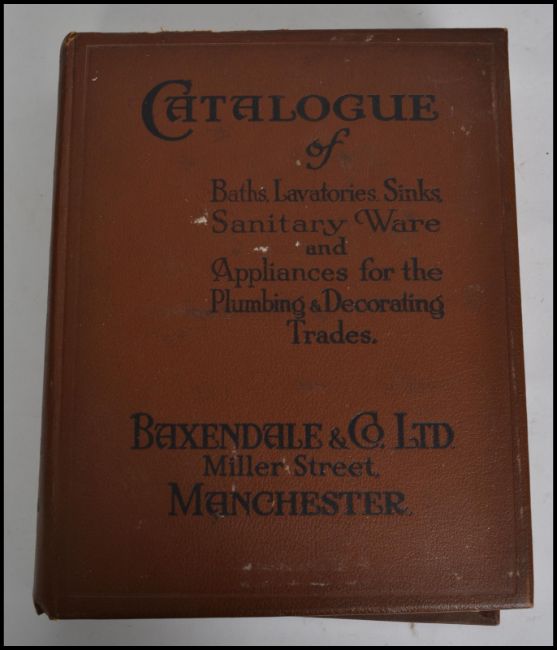 CATALOGUE
of
Baths, Lavatories, Sinks,
Sanitary Ware
and
Appliances for the
Plumbing & Decorating
Trades.
BAXENDALE & CO. LTD.
Miller Street,
MANCHESTER.